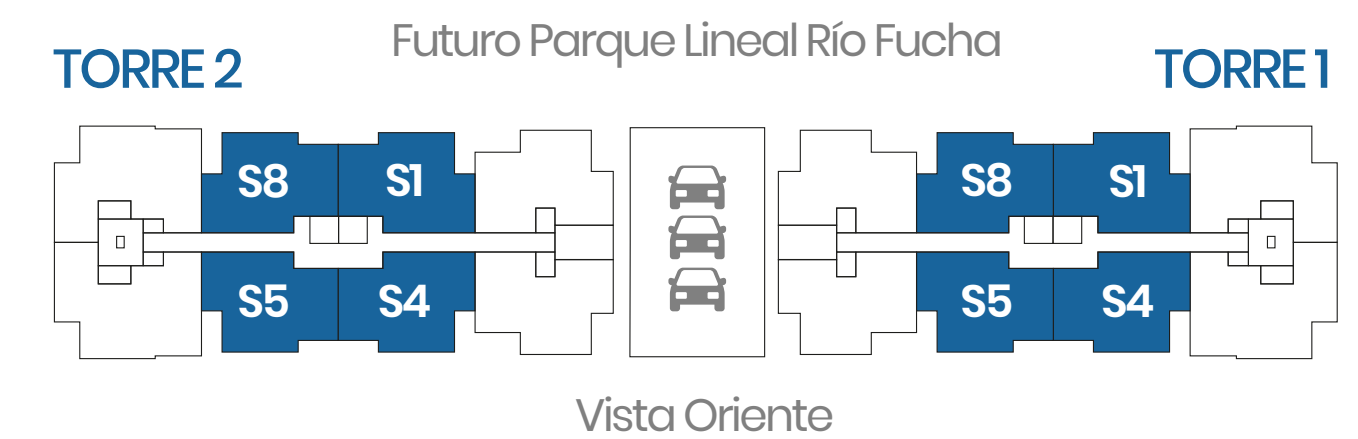 Futuro Parque Lineal Río Fucha
TORRE 2
TORRE 1
S8 S1
S8 S1
S5 S4
S5 S4
Vista Oriente